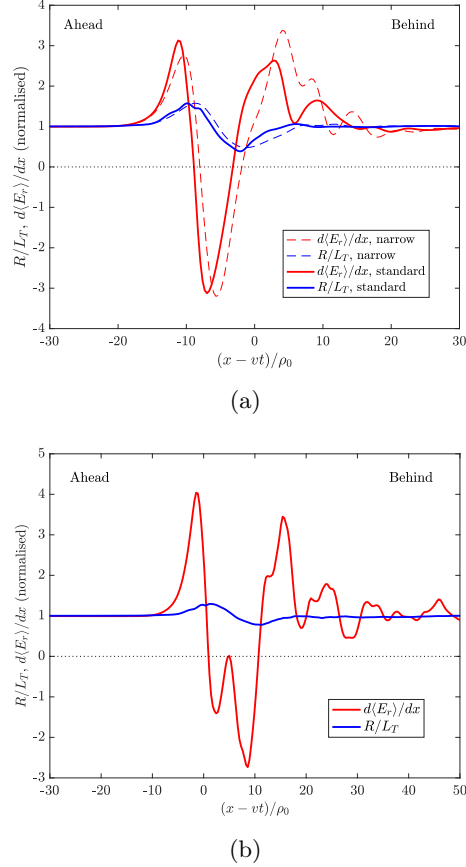 Ahead
Behind
4
3
2
1
0
-1
-2
-3
-4
R/L_T, d⟨E_r⟩/dx (normalised)
d⟨E_r⟩/dx, narrow
R/L_T, narrow
d⟨E_r⟩/dx, standard
R/L_T, standard
-30 -20 -10 0 10 20 30
(x − vt)/ρ_0
(a)
Ahead
Behind
5
4
3
2
1
0
-1
-2
-3
R/L_T, d⟨E_r⟩/dx (normalised)
d⟨E_r⟩/dx
R/L_T
-30 -20 -10 0 10 20 30 40 50
(x − vt)/ρ_0
(b)